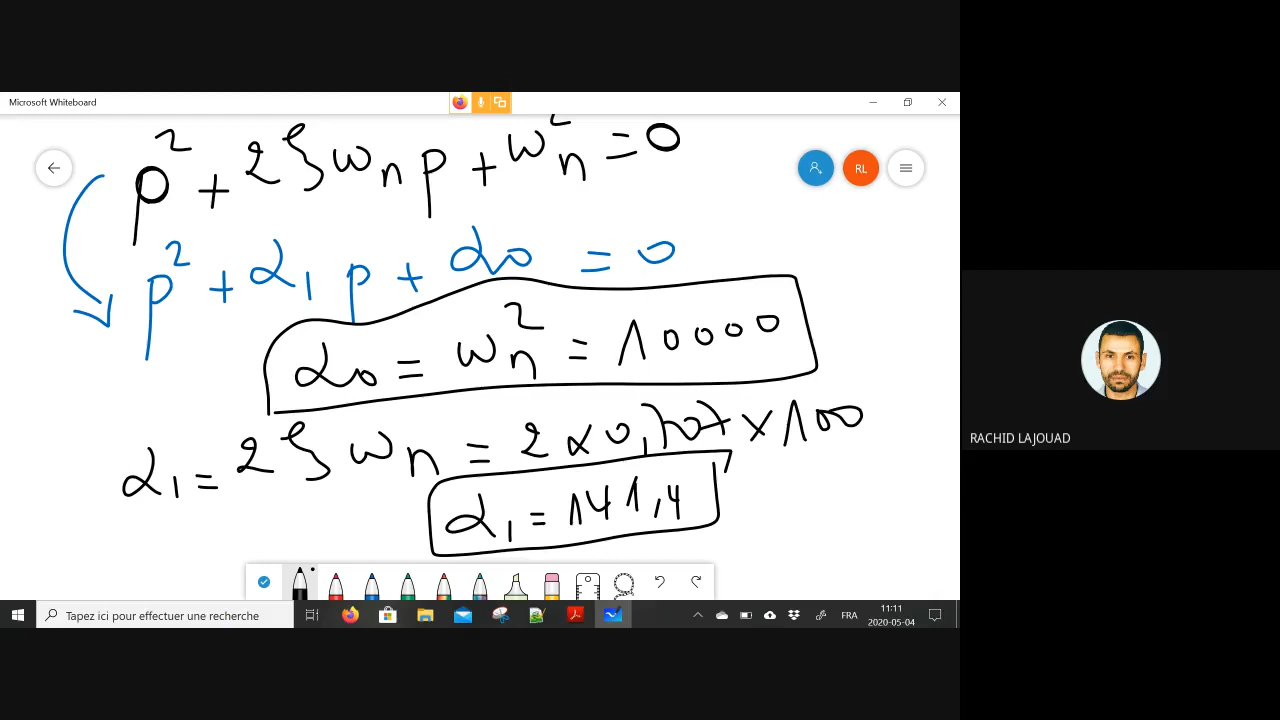 Microsoft Whiteboard
p² + 2ξωₙp + ωₙ² = 0
RL
p² + α₁p + α₀ = 0
α₀ = ωₙ² = 10000
α₁ = 2ξωₙ = 2 × 0,707 × 100
α₁ = 141,4
RACHID LAJOUAD
Tapez ici pour effectuer une recherche
FRA
11:11
2020-05-04